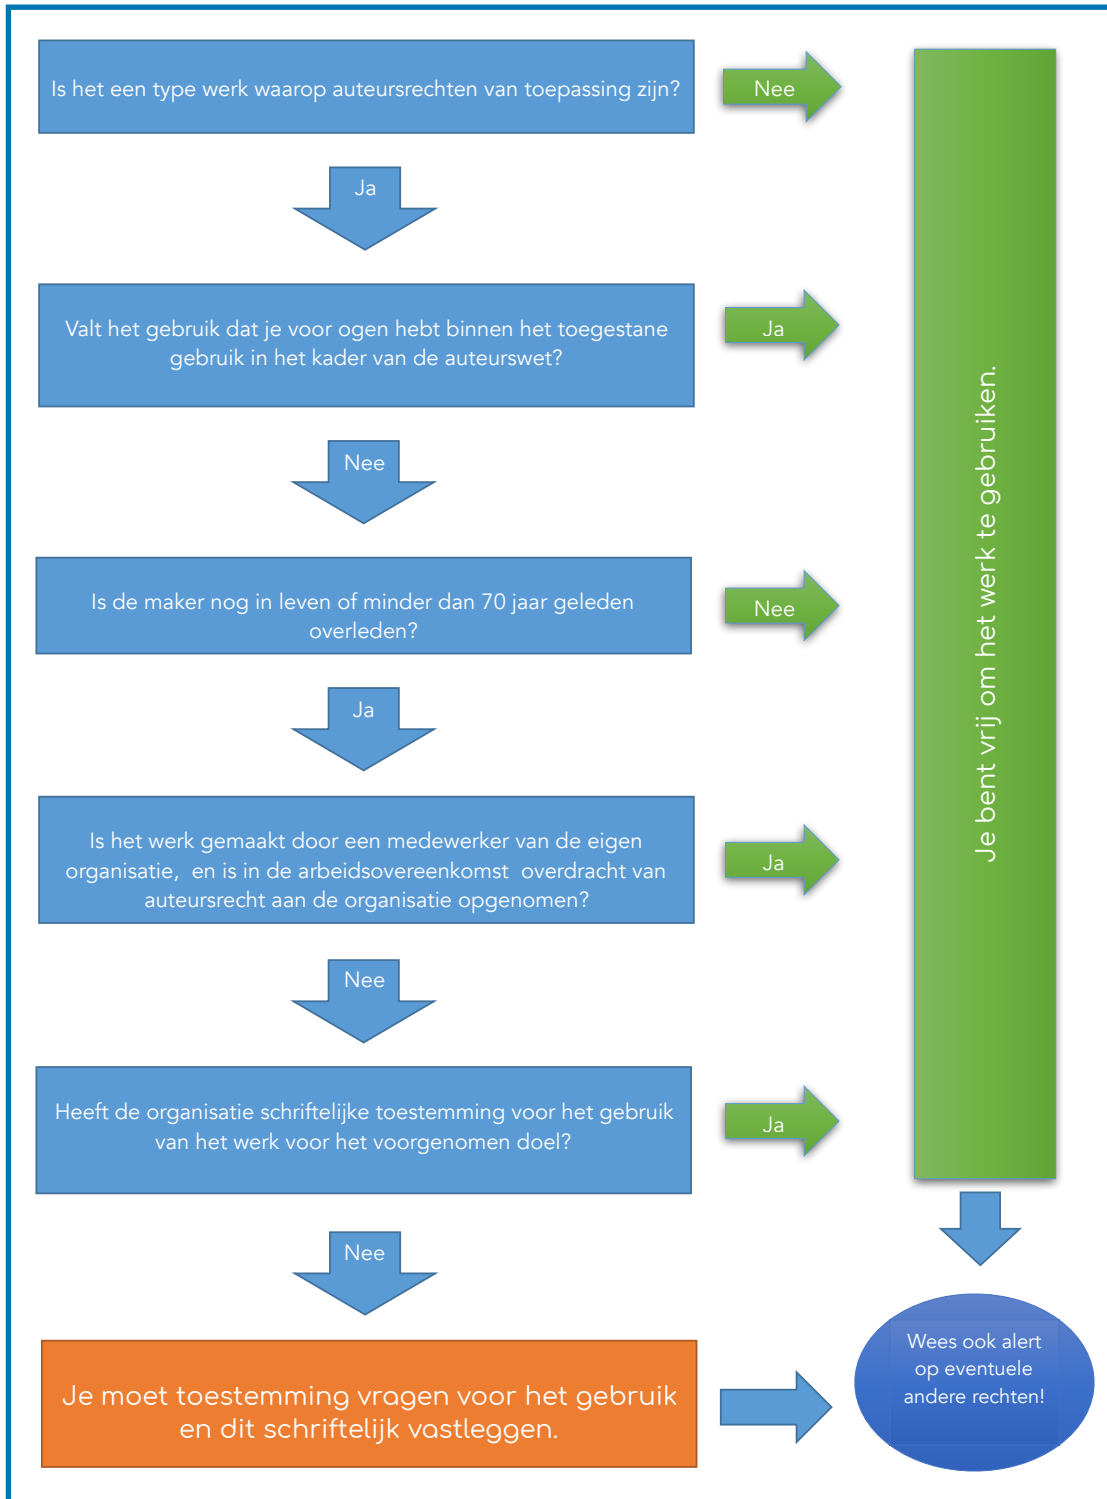 Is het een type werk waarop auteursrechten van toepassing zijn?
Nee
Ja
Valt het gebruik dat je voor ogen hebt binnen het toegestane
gebruik in het kader van de auteurswet?
Ja
Nee
Is de maker nog in leven of minder dan 70 jaar geleden
overleden?
Nee
Ja
Is het werk gemaakt door een medewerker van de eigen
organisatie, en is in de arbeidsovereenkomst overdracht van
auteursrecht aan de organisatie opgenomen?
Ja
Nee
Heeft de organisatie schriftelijke toestemming voor het gebruik
van het werk voor het voorgenomen doel?
Ja
Nee
Je moet toestemming vragen voor het gebruik
en dit schriftelijk vastleggen.
Je bent vrij om het werk te gebruiken.
Wees ook alert
op eventuele
andere rechten!